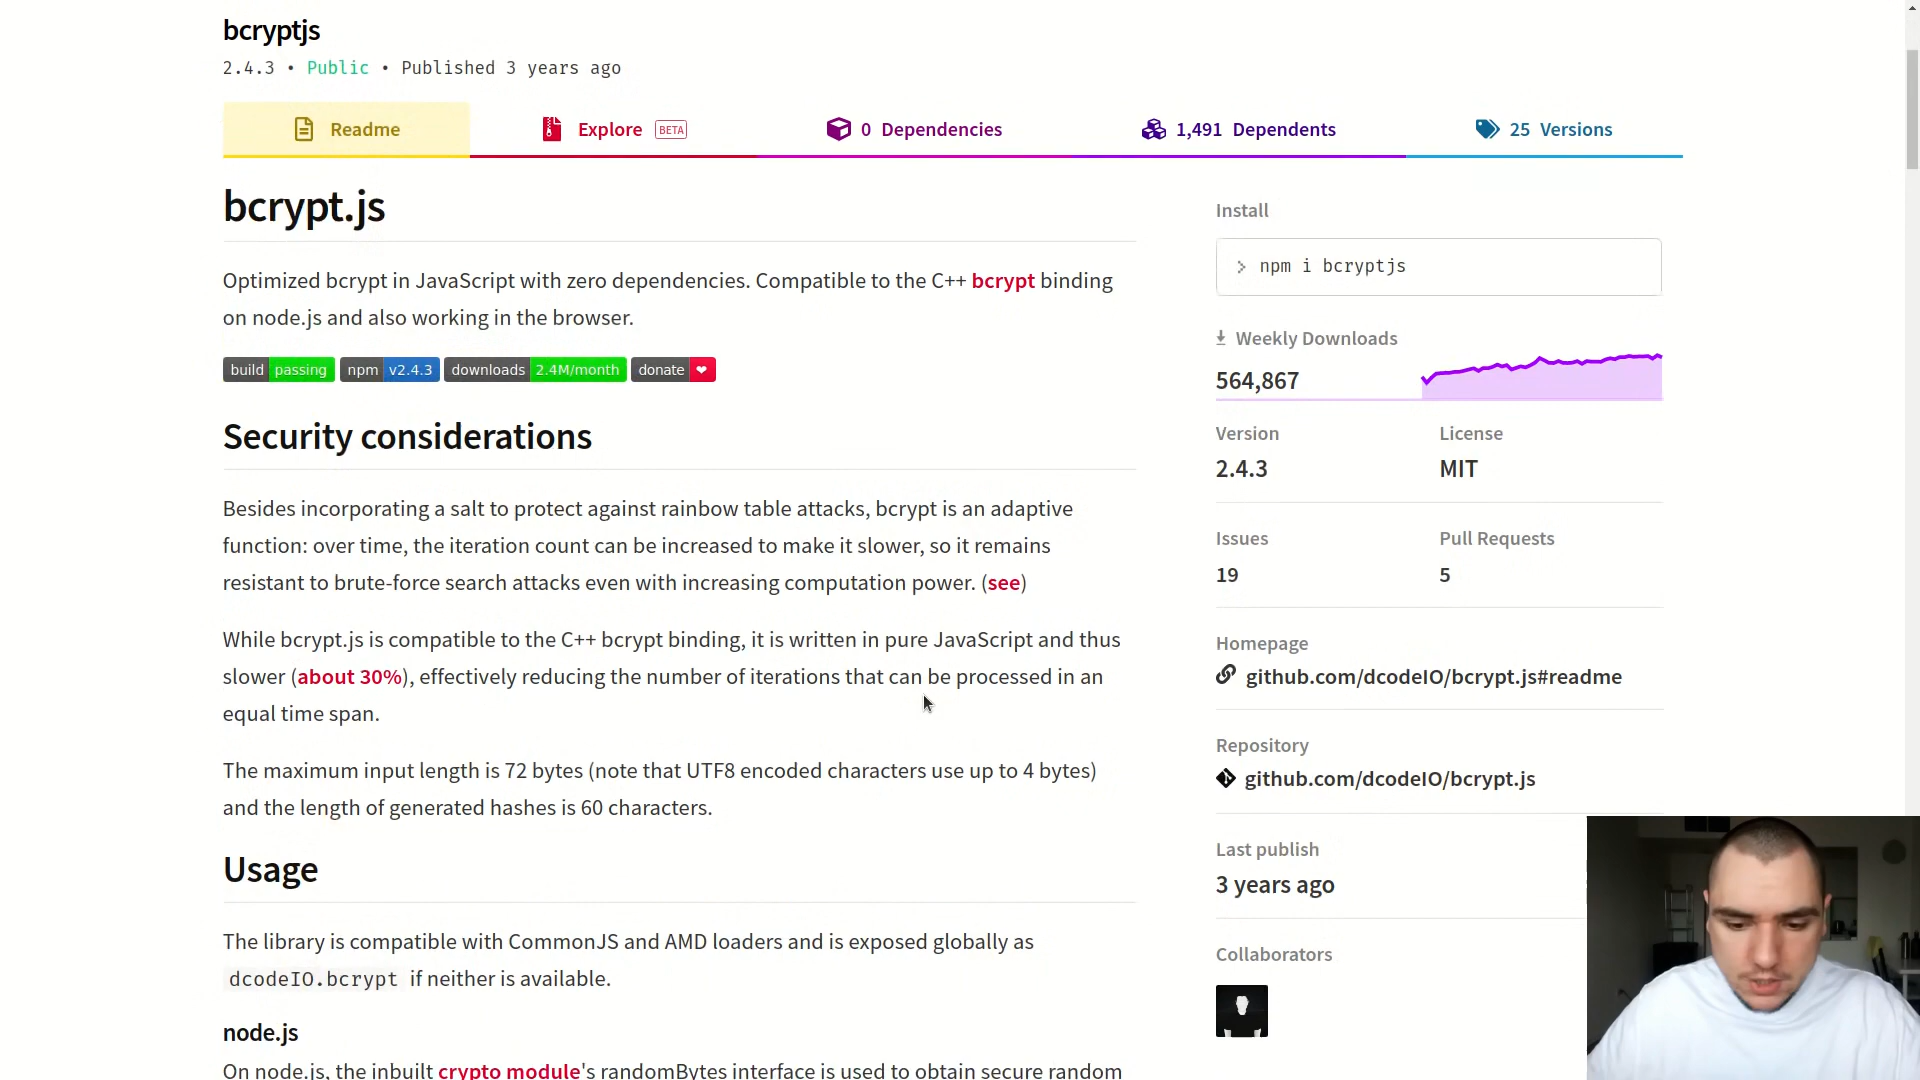 bcryptjs
2.4.3 • Public • Published 3 years ago
Readme
Explore BETA
0 Dependencies
1,491 Dependents
25 Versions
bcrypt.js
Optimized bcrypt in JavaScript with zero dependencies. Compatible to the C++ bcrypt binding
on node.js and also working in the browser.
build passing npm v2.4.3 downloads 2.4M/month donate ❤
Security considerations
Besides incorporating a salt to protect against rainbow table attacks, bcrypt is an adaptive
function: over time, the iteration count can be increased to make it slower, so it remains
resistant to brute-force search attacks even with increasing computation power. (see)
While bcrypt.js is compatible to the C++ bcrypt binding, it is written in pure JavaScript and thus
slower (about 30%), effectively reducing the number of iterations that can be processed in an
equal time span.
The maximum input length is 72 bytes (note that UTF8 encoded characters use up to 4 bytes)
and the length of generated hashes is 60 characters.
Usage
The library is compatible with CommonJS and AMD loaders and is exposed globally as
dcodeIO.bcrypt if neither is available.
node.js
On node.js, the inbuilt crypto module's randomBytes interface is used to obtain secure random
Install
> npm i bcryptjs
Weekly Downloads
564,867
Version
2.4.3
License
MIT
Issues
19
Pull Requests
5
Homepage
github.com/dcodeIO/bcrypt.js#readme
Repository
github.com/dcodeIO/bcrypt.js
Last publish
3 years ago
Collaborators